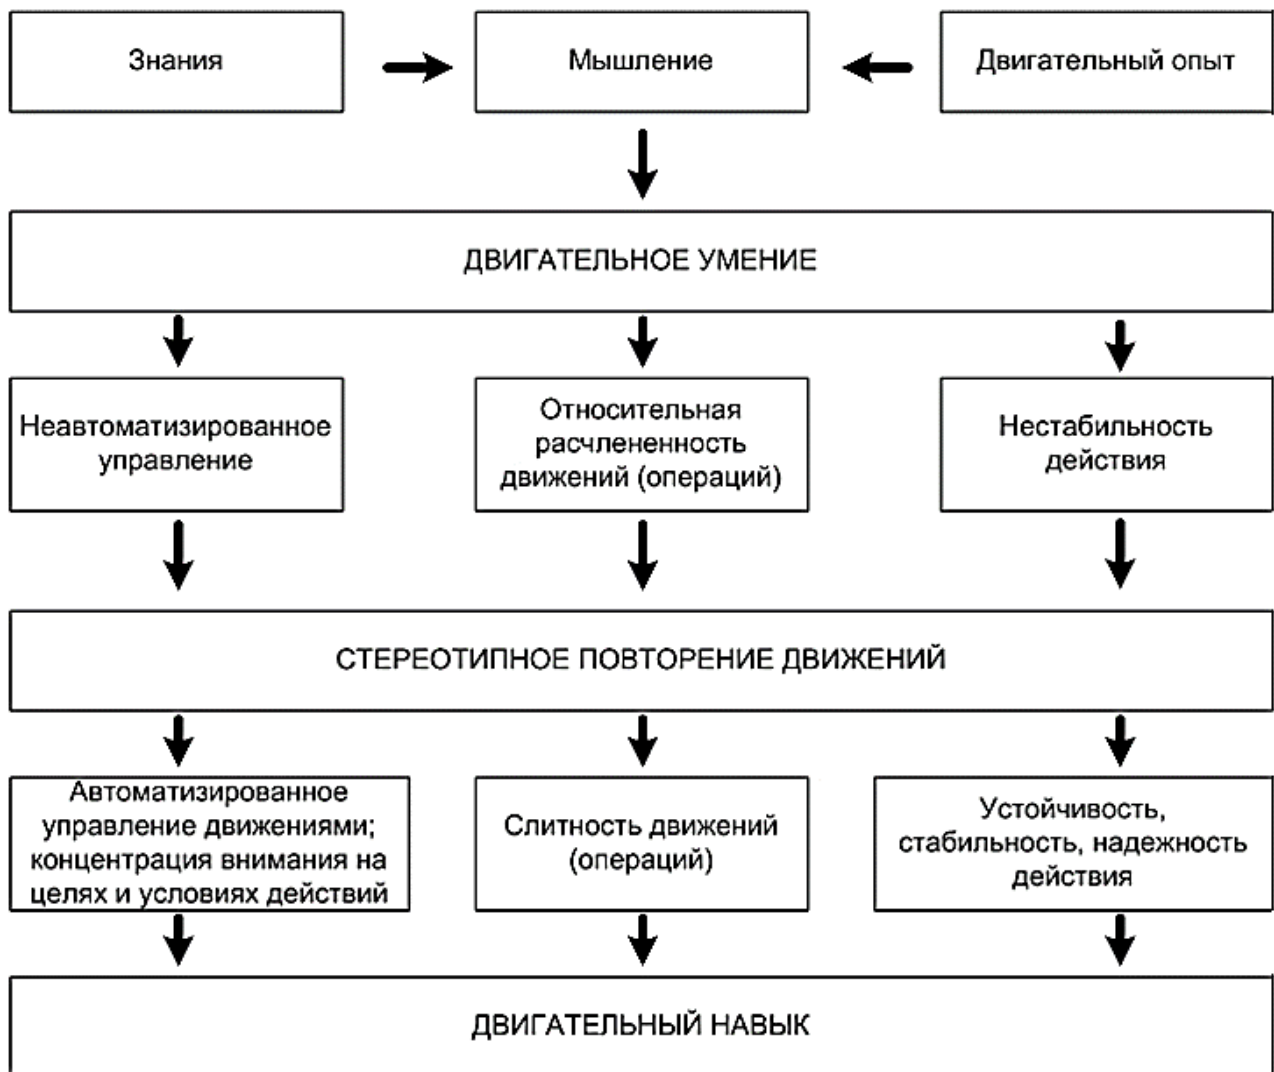 Знания
Мышление
Двигательный опыт
ДВИГАТЕЛЬНОЕ УМЕНИЕ
Неавтоматизированное
управление
Относительная
расчлененность
движений (операций)
Нестабильность
действия
СТЕРЕОТИПНОЕ ПОВТОРЕНИЕ ДВИЖЕНИЙ
Автоматизированное
управление движениями;
концентрация внимания на
целях и условиях действий
Слитность движений
(операций)
Устойчивость,
стабильность, надежность
действия
ДВИГАТЕЛЬНЫЙ НАВЫК